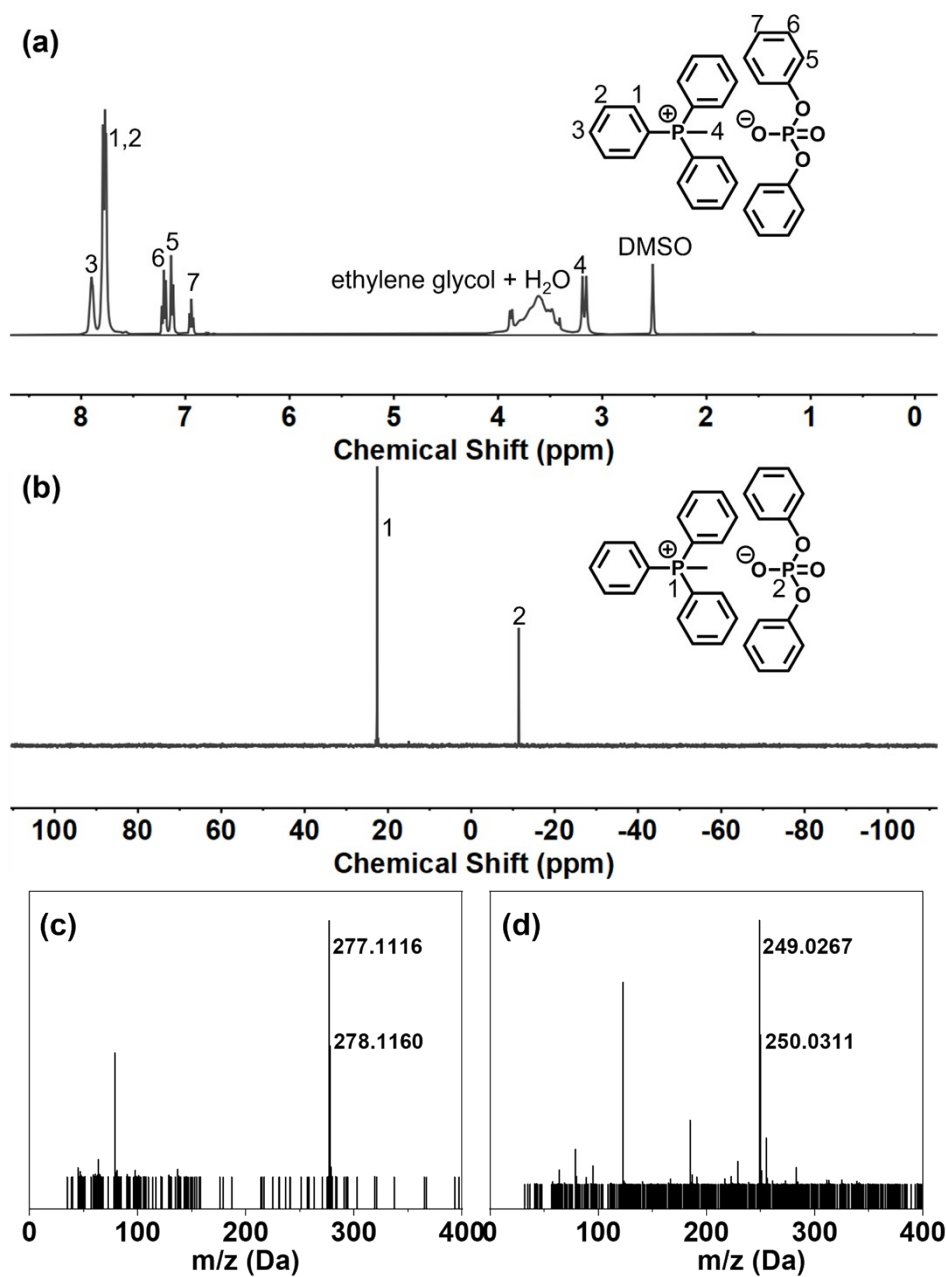 (a)
7 6
5
2 1
3 P⊕ 4
⊖O-P=O
O
O
1,2
3
6 5
7
ethylene glycol + H₂O
4
DMSO
8 7 6 5 4 3 2 1 0
Chemical Shift (ppm)
(b)
1
2
P⊕
1
⊖O-P=O
2
O
O
100 80 60 40 20 0 -20 -40 -60 -80 -100
Chemical Shift (ppm)
(c)
277.1116
278.1160
0 100 200 300 400
m/z (Da)
(d)
249.0267
250.0311
0 100 200 300 400
m/z (Da)